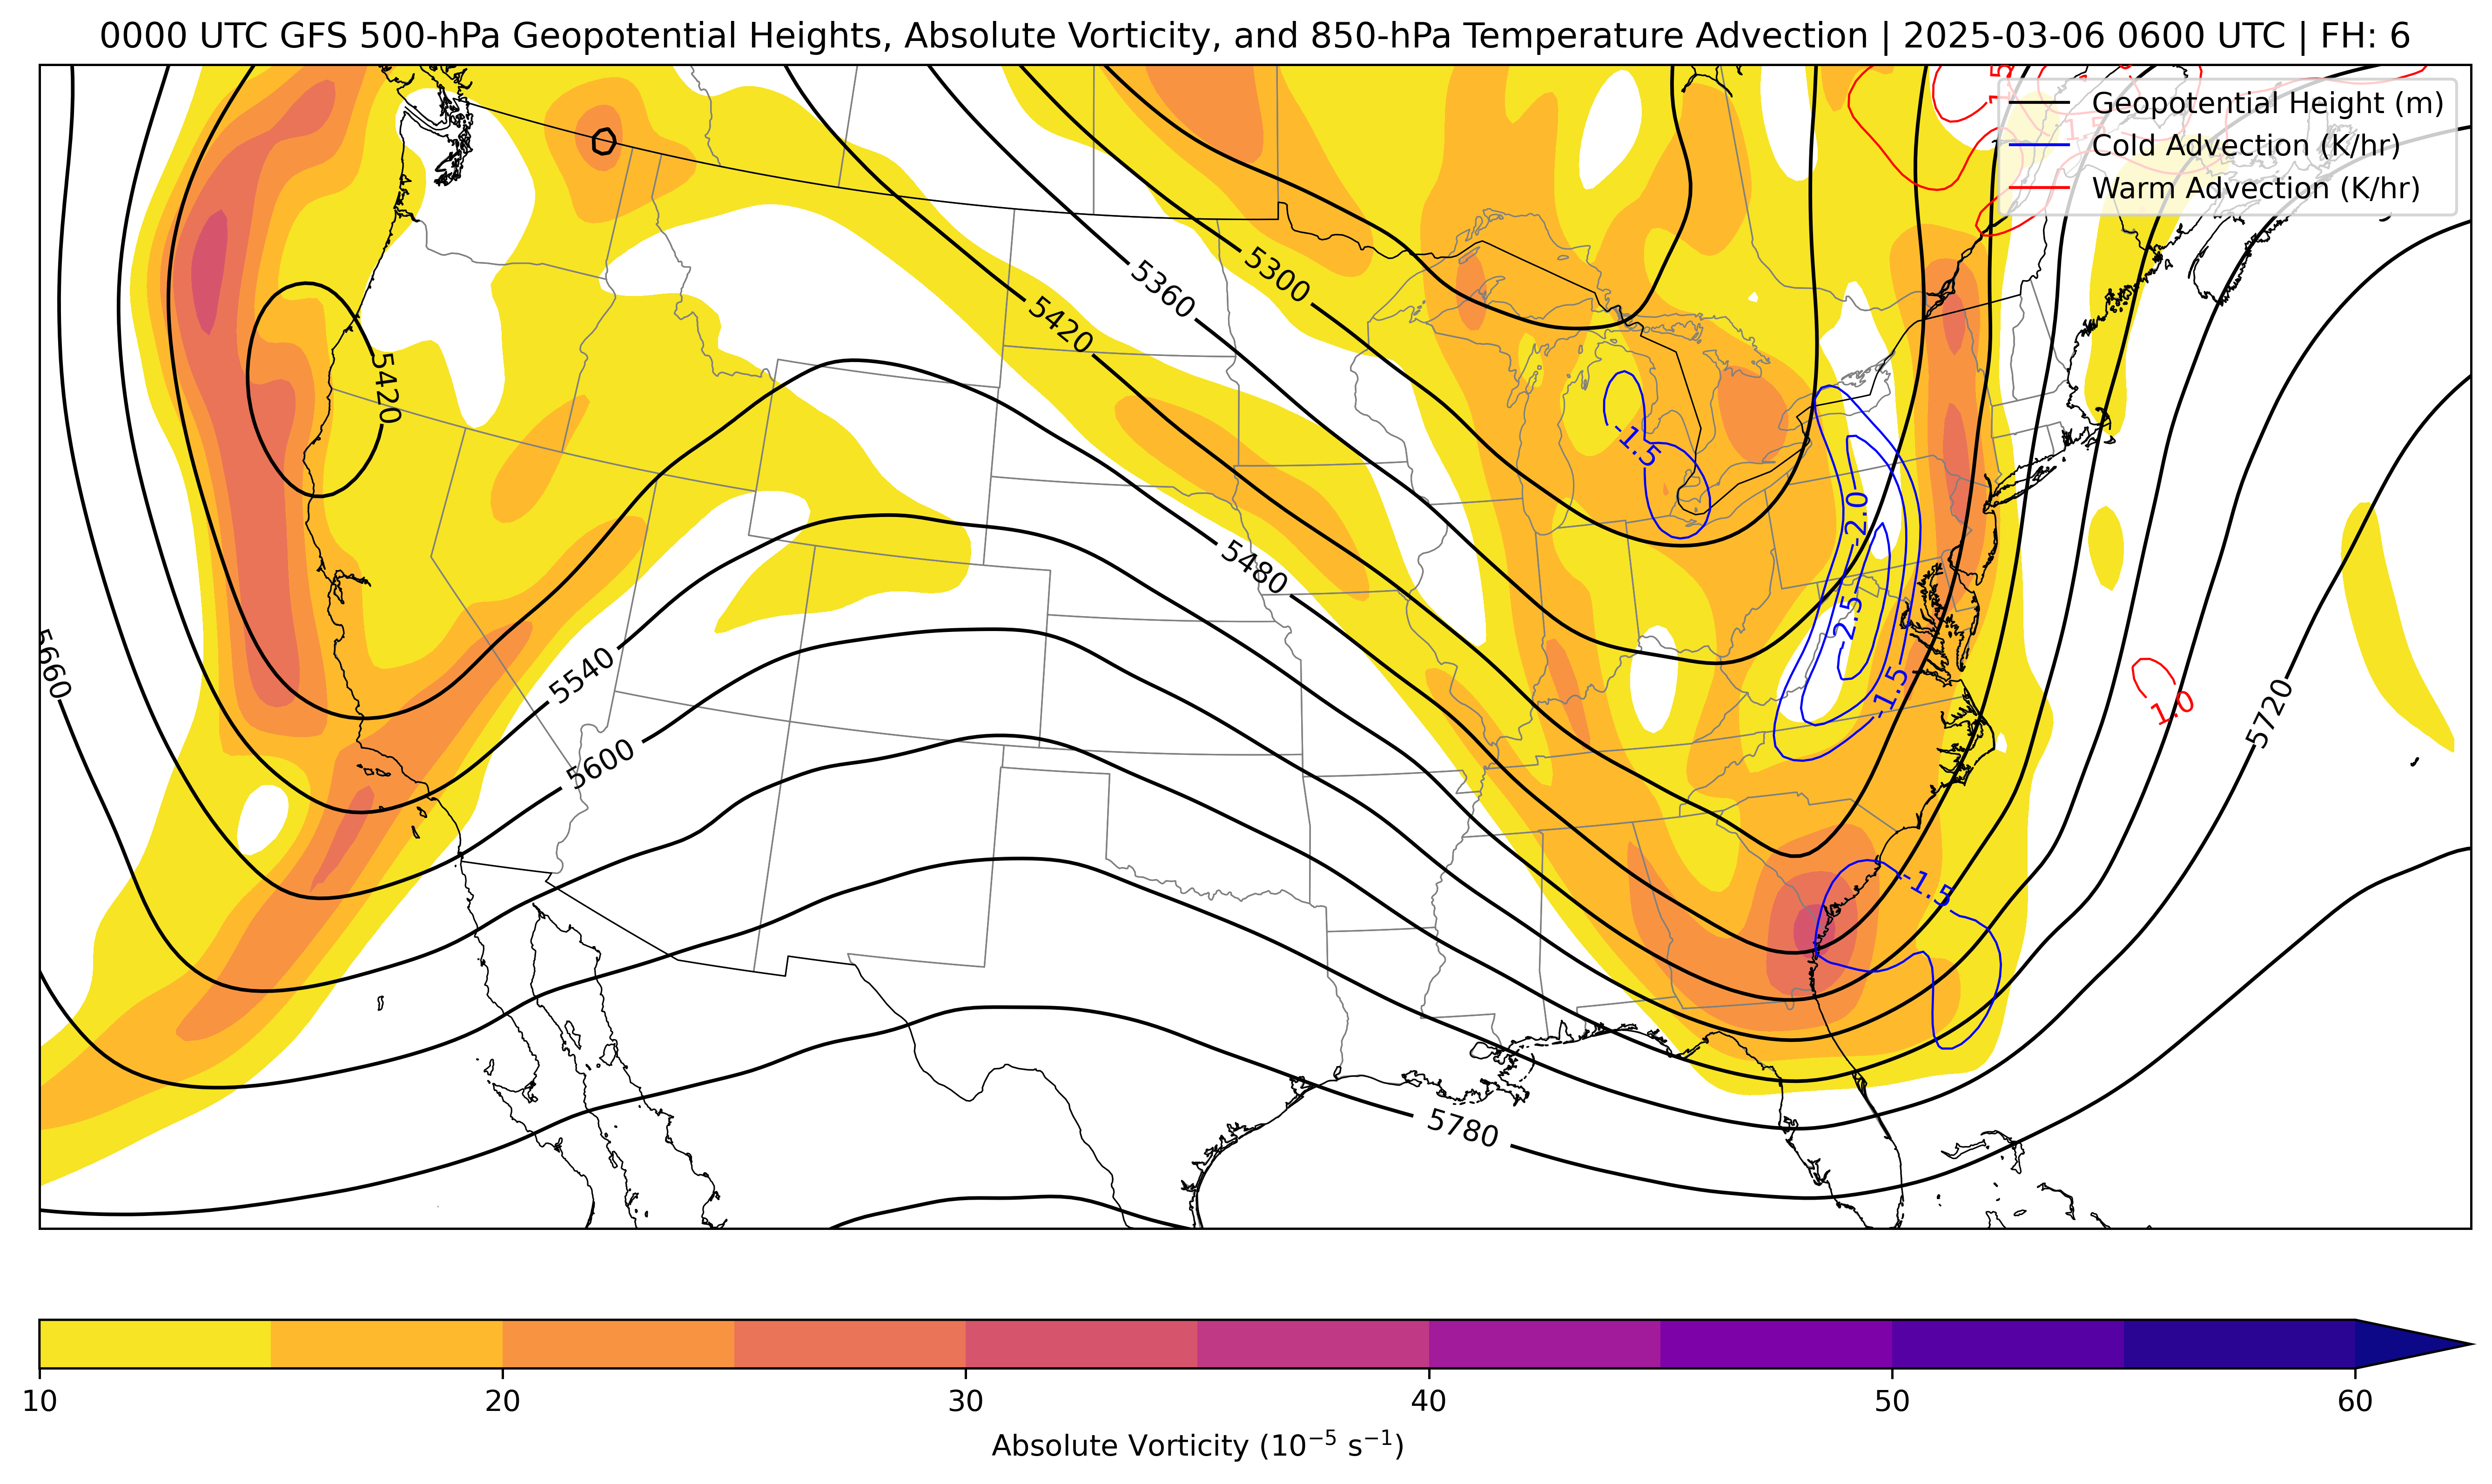 0000 UTC GFS 500-hPa Geopotential Heights, Absolute Vorticity, and 850-hPa Temperature Advection | 2025-03-06 0600 UTC | FH: 6
Geopotential Height (m)
Cold Advection (K/hr)
Warm Advection (K/hr)
5300
5360
5420
5420
-1.5
-2.0
5480
-2.5
5660
5540
-1.5
1.0
5720
5600
-1.5
5780
10 20 30 40 50 60
Absolute Vorticity (10⁻⁵ s⁻¹)